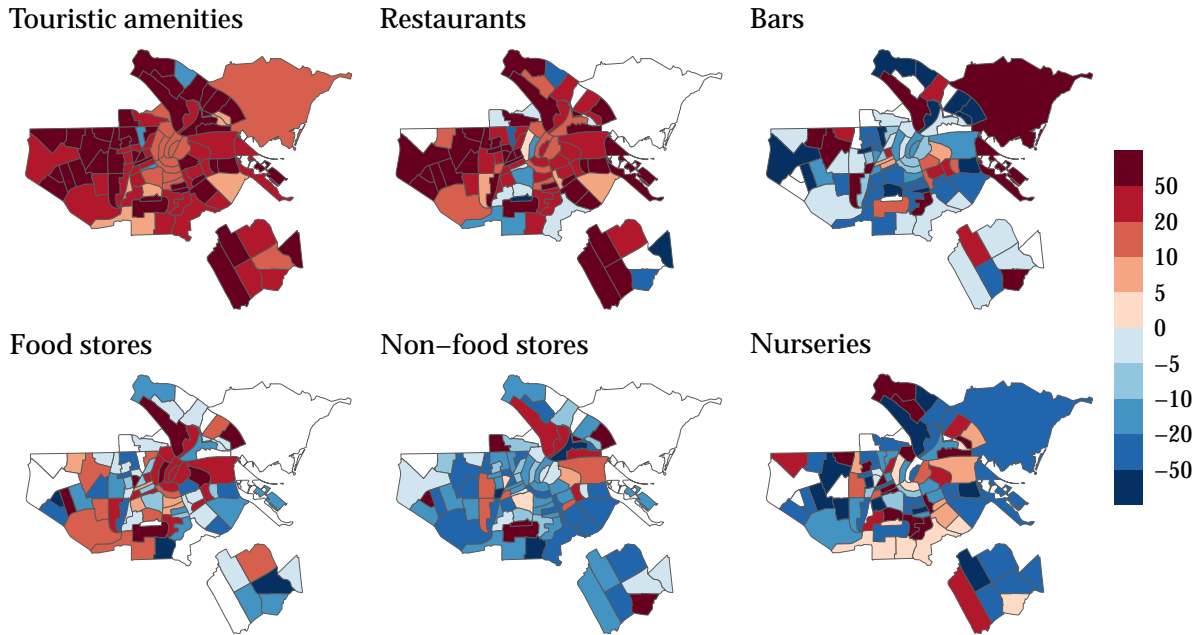 Touristic amenities
Restaurants
Bars
Food stores
Non−food stores
Nurseries
50
20
10
5
0
−5
−10
−20
−50